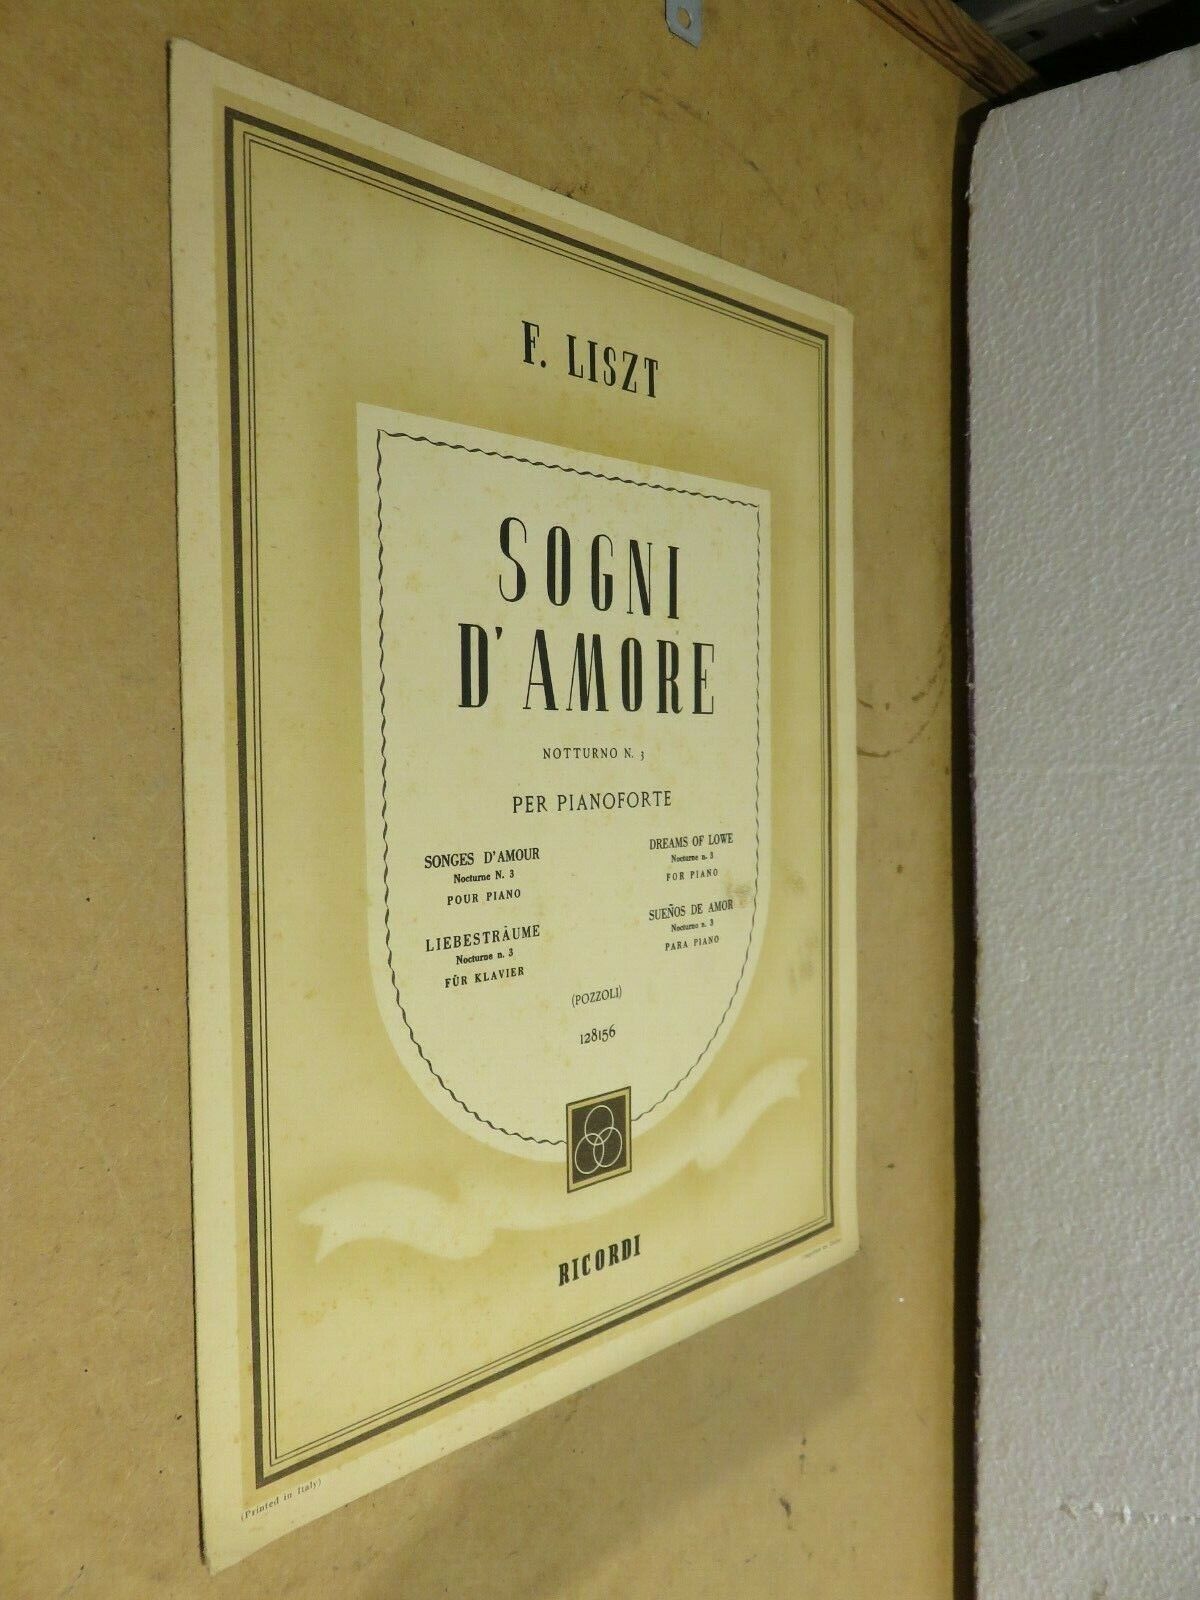 F. LISZT
SOGNI
D'AMORE
NOTTURNO N. 3
PER PIANOFORTE
SONGES D'AMOUR
Nocturne N. 3
POUR PIANO
LIEBESTRÄUME
Nocturne n. 3
FÜR KLAVIER
DREAMS OF LOWE
Nocturne n. 3
FOR PIANO
SUEÑOS DE AMOR
Nocturno n. 3
PARA PIANO
(POZZOLI)
128156
RICORDI
(Printed in Italy)